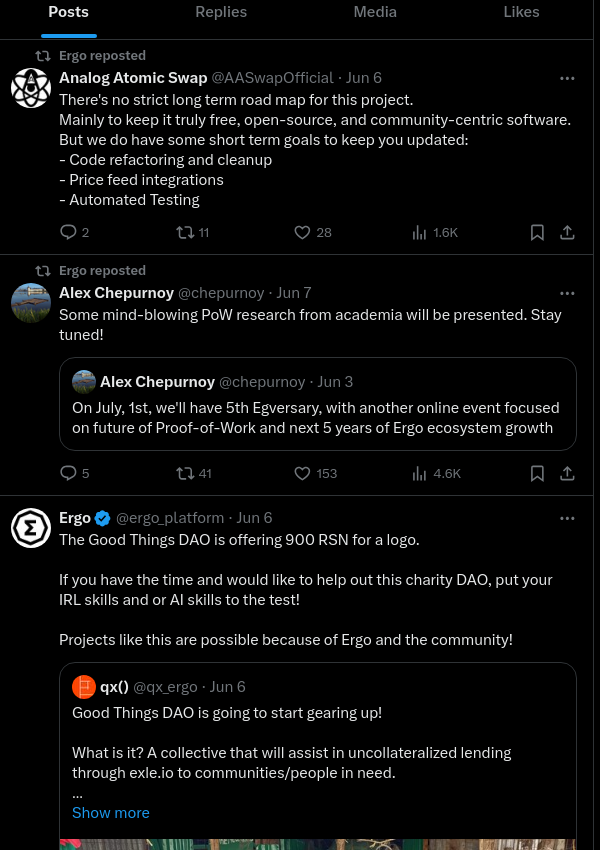 Posts Replies Media Likes
Ergo reposted
Analog Atomic Swap @AASwapOfficial · Jun 6
There's no strict long term road map for this project.
Mainly to keep it truly free, open-source, and community-centric software.
But we do have some short term goals to keep you updated:
- Code refactoring and cleanup
- Price feed integrations
- Automated Testing
2 11 28 1.6K
Ergo reposted
Alex Chepurnoy @chepurnoy · Jun 7
Some mind-blowing PoW research from academia will be presented. Stay
tuned!
Alex Chepurnoy @chepurnoy · Jun 3
On July, 1st, we'll have 5th Egversary, with another online event focused
on future of Proof-of-Work and next 5 years of Ergo ecosystem growth
5 41 153 4.6K
Ergo @ergo_platform · Jun 6
The Good Things DAO is offering 900 RSN for a logo.
If you have the time and would like to help out this charity DAO, put your
IRL skills and or AI skills to the test!
Projects like this are possible because of Ergo and the community!
qx() @qx_ergo · Jun 6
Good Things DAO is going to start gearing up!
What is it? A collective that will assist in uncollateralized lending
through exle.io to communities/people in need.
...
Show more